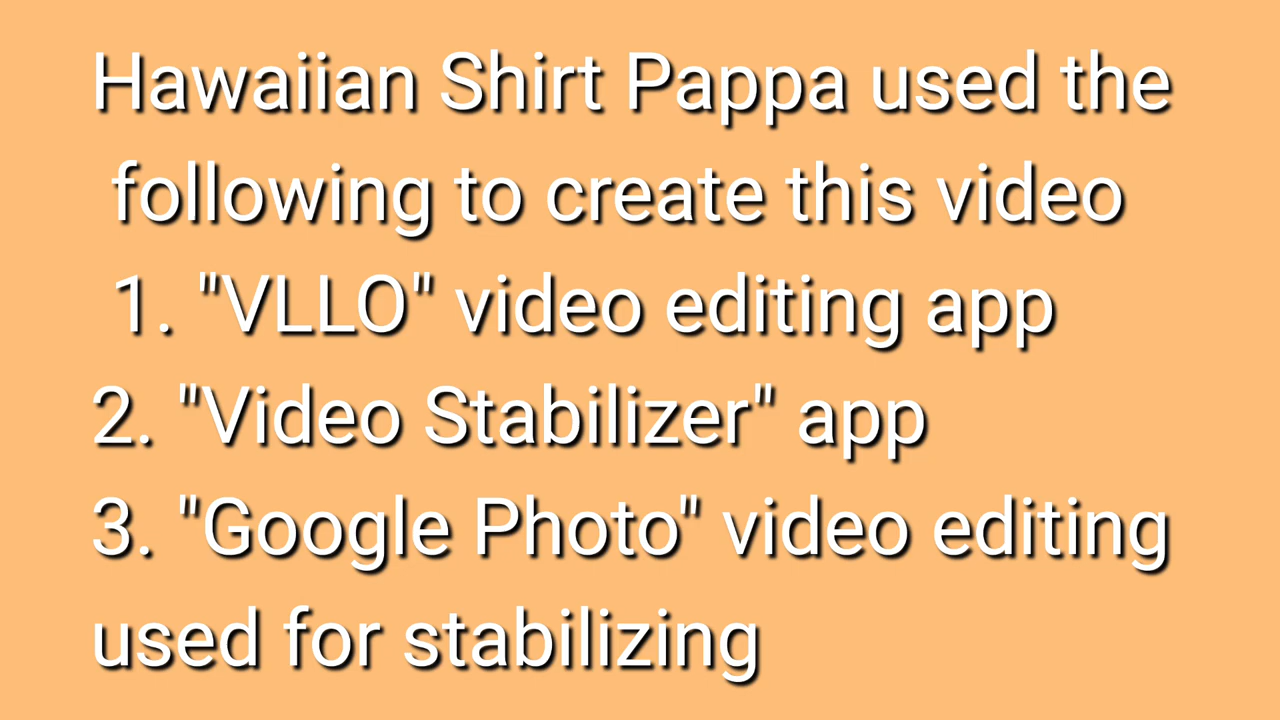 Hawaiian Shirt Pappa used the
following to create this video
1. "VLLO" video editing app
2. "Video Stabilizer" app
3. "Google Photo" video editing
used for stabilizing